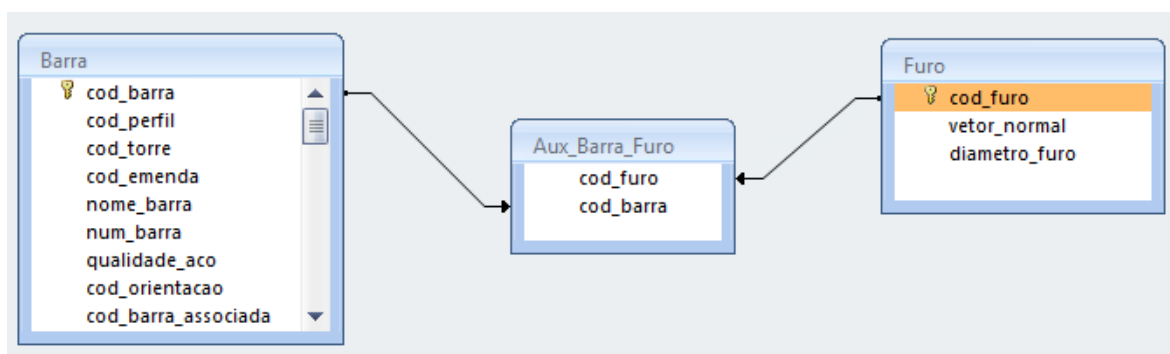 Barra
cod_barra
cod_perfil
cod_torre
cod_emenda
nome_barra
num_barra
qualidade_aco
cod_orientacao
cod_barra_associada
Aux_Barra_Furo
cod_furo
cod_barra
Furo
cod_furo
vetor_normal
diametro_furo